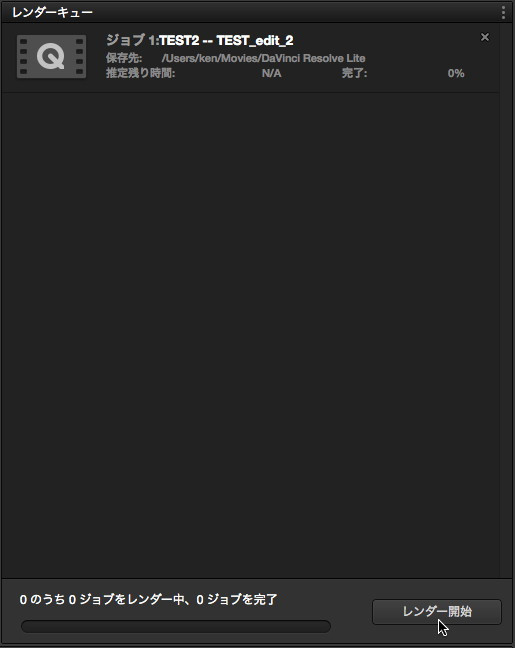 レンダーキュー
ジョブ 1:TEST2 -- TEST_edit_2
保存先: /Users/ken/Movies/DaVinci Resolve Lite
推定残り時間: N/A 完了: 0%
0 のうち 0 ジョブをレンダー中、0 ジョブを完了
レンダー開始